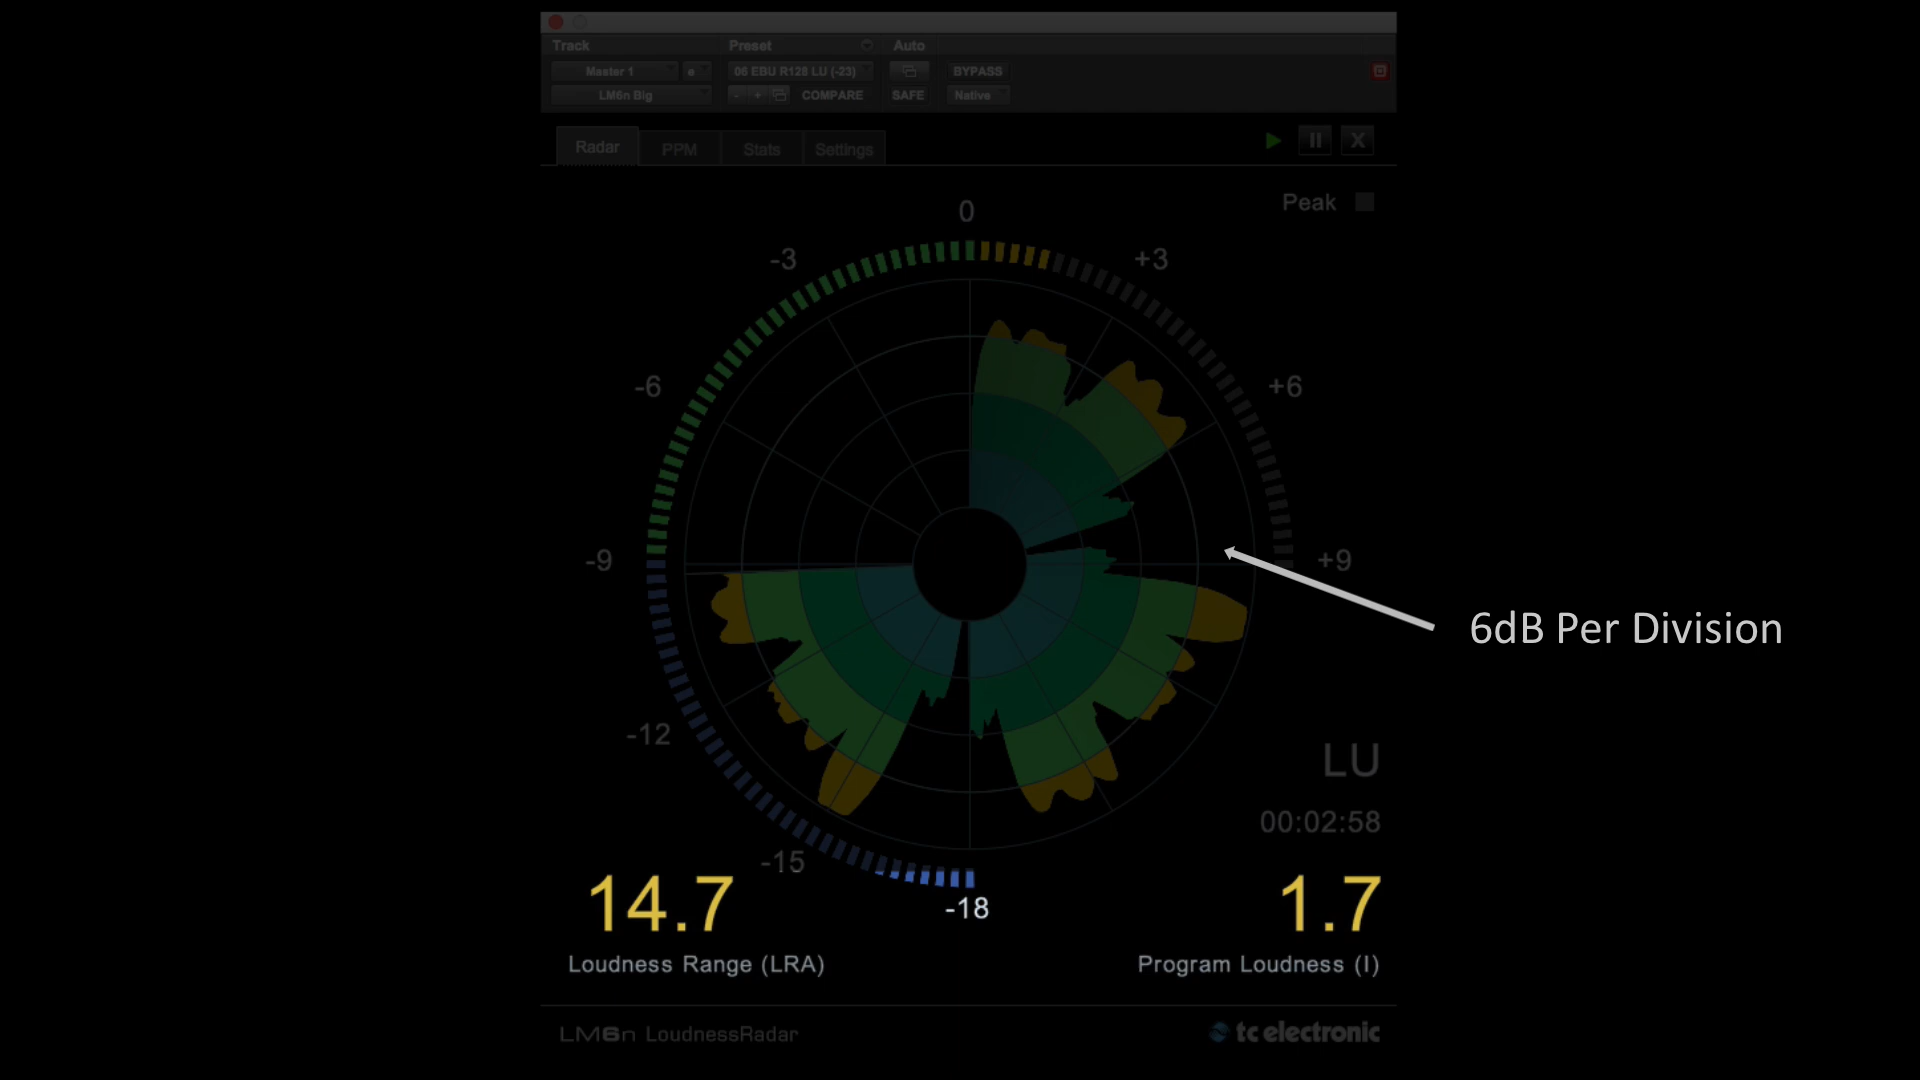 Track
Preset
Auto
Master 1
e
06 EBU R128 LU (-23)
BYPASS
LM6n Big
- +
COMPARE
SAFE
Native
Radar
PPM
Stats
Settings
X
Peak
0
-3
+3
-6
+6
-9
+9
6dB Per Division
-12
LU
00:02:58
-15
14.7
1.7
-18
Loudness Range (LRA)
Program Loudness (I)
LM6n LoudnessRadar
tc electronic